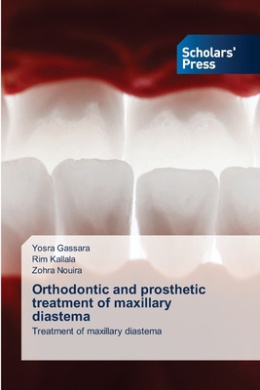 Scholars'
Press
Yosra Gassara
Rim Kallala
Zohra Nouira
Orthodontic and prosthetic
treatment of maxillary
diastema
Treatment of maxillary diastema